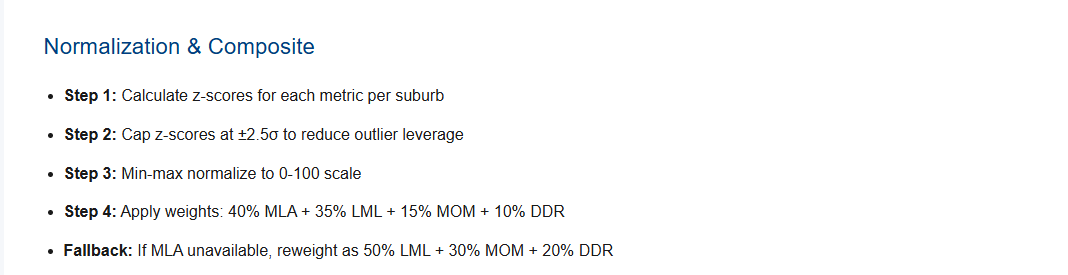 Normalization & Composite
• Step 1: Calculate z-scores for each metric per suburb
• Step 2: Cap z-scores at ±2.5σ to reduce outlier leverage
• Step 3: Min-max normalize to 0-100 scale
• Step 4: Apply weights: 40% MLA + 35% LML + 15% MOM + 10% DDR
• Fallback: If MLA unavailable, reweight as 50% LML + 30% MOM + 20% DDR